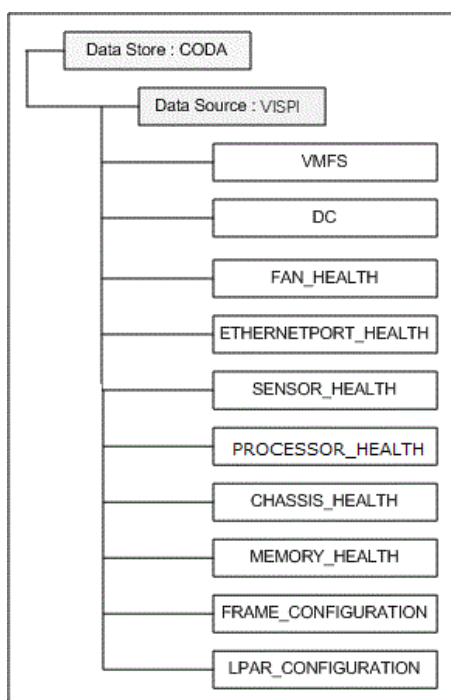 Data Store : CODA
Data Source : VISPI
VMFS
DC
FAN_HEALTH
ETHERNETPORT_HEALTH
SENSOR_HEALTH
PROCESSOR_HEALTH
CHASSIS_HEALTH
MEMORY_HEALTH
FRAME_CONFIGURATION
LPAR_CONFIGURATION